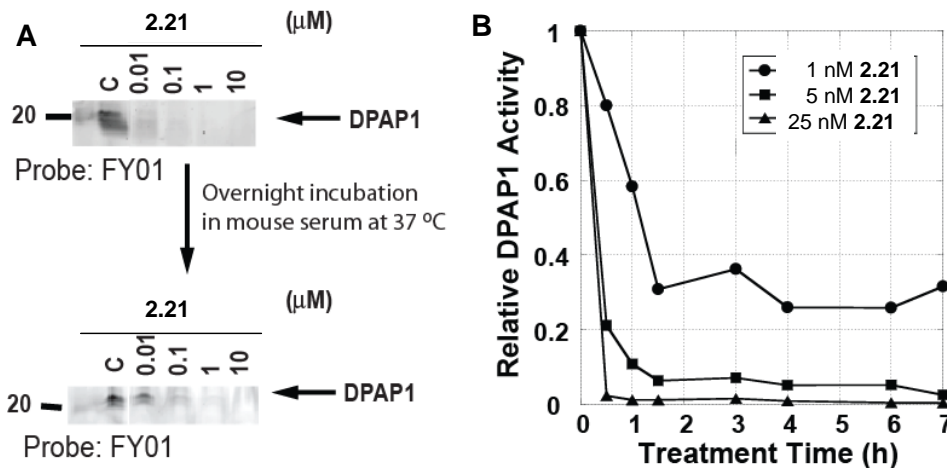 A
2.21
(μM)
C
0.01
0.1
1
10
20
DPAP1
Probe: FY01
Overnight incubation
in mouse serum at 37 ºC
2.21
(μM)
C
0.01
0.1
1
10
20
DPAP1
Probe: FY01
B
Relative DPAP1 Activity
1
0.8
0.6
0.4
0.2
0
1 nM 2.21
5 nM 2.21
25 nM 2.21
0 1 2 3 4 5 6 7
Treatment Time (h)